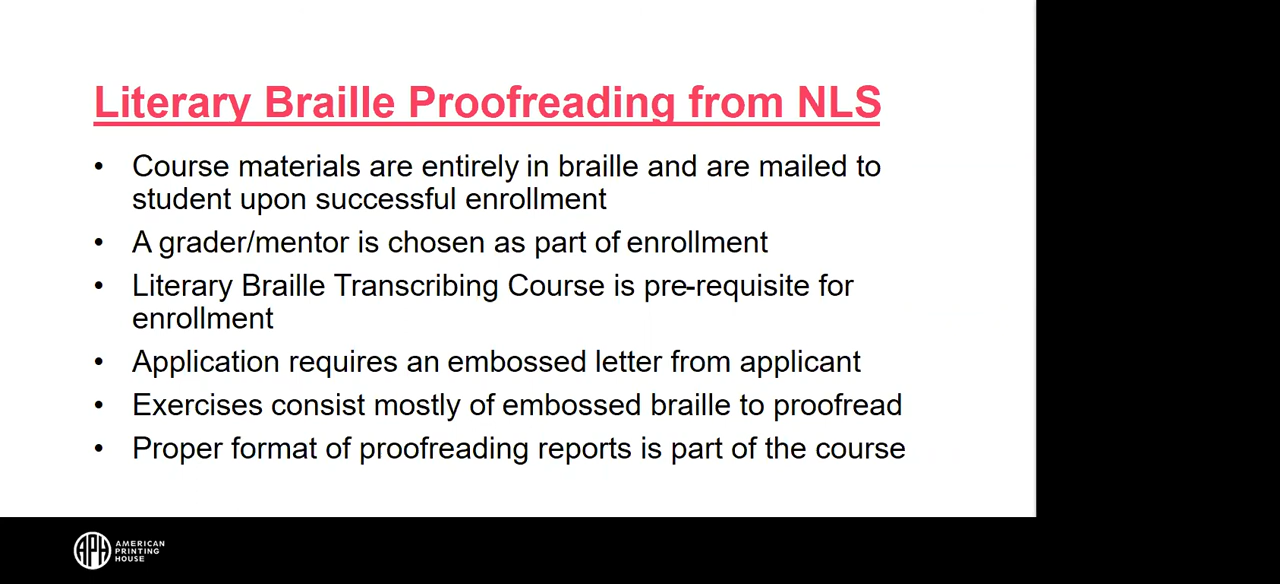 Literary Braille Proofreading from NLS
• Course materials are entirely in braille and are mailed to
student upon successful enrollment
• A grader/mentor is chosen as part of enrollment
• Literary Braille Transcribing Course is pre-requisite for
enrollment
• Application requires an embossed letter from applicant
• Exercises consist mostly of embossed braille to proofread
• Proper format of proofreading reports is part of the course
APH
AMERICAN
PRINTING
HOUSE